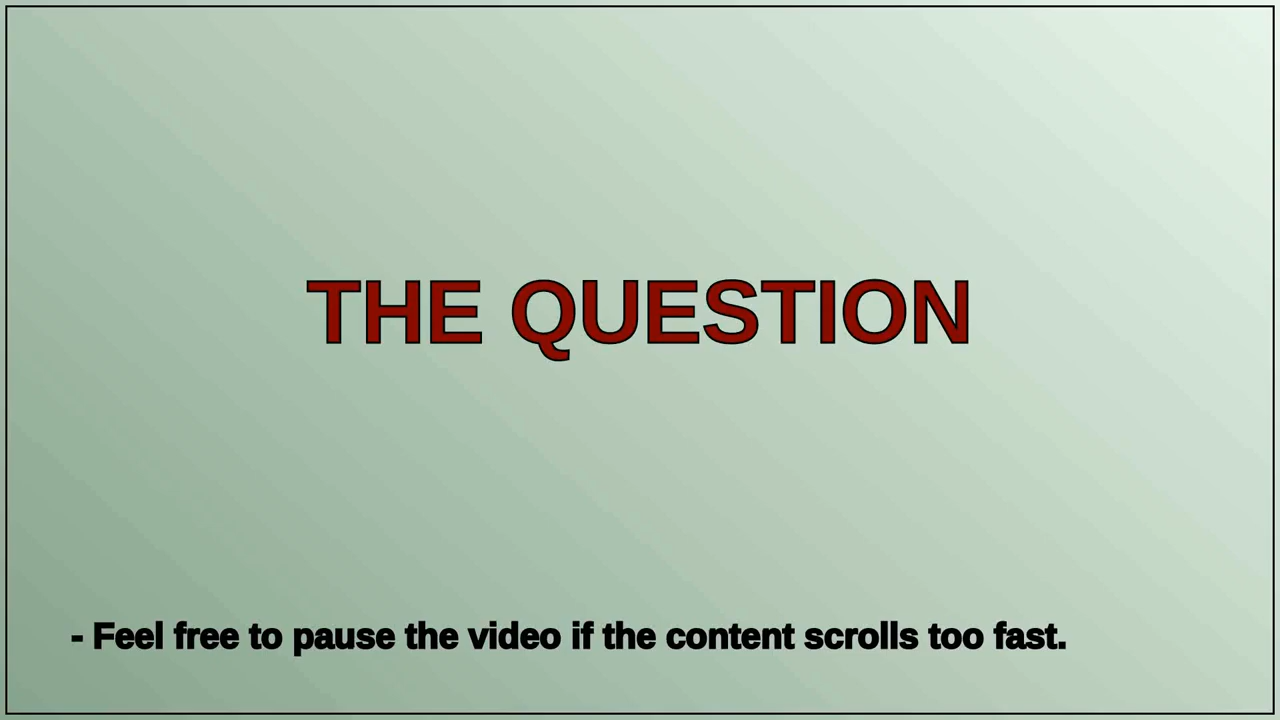 THE QUESTION
- Feel free to pause the video if the content scrolls too fast.